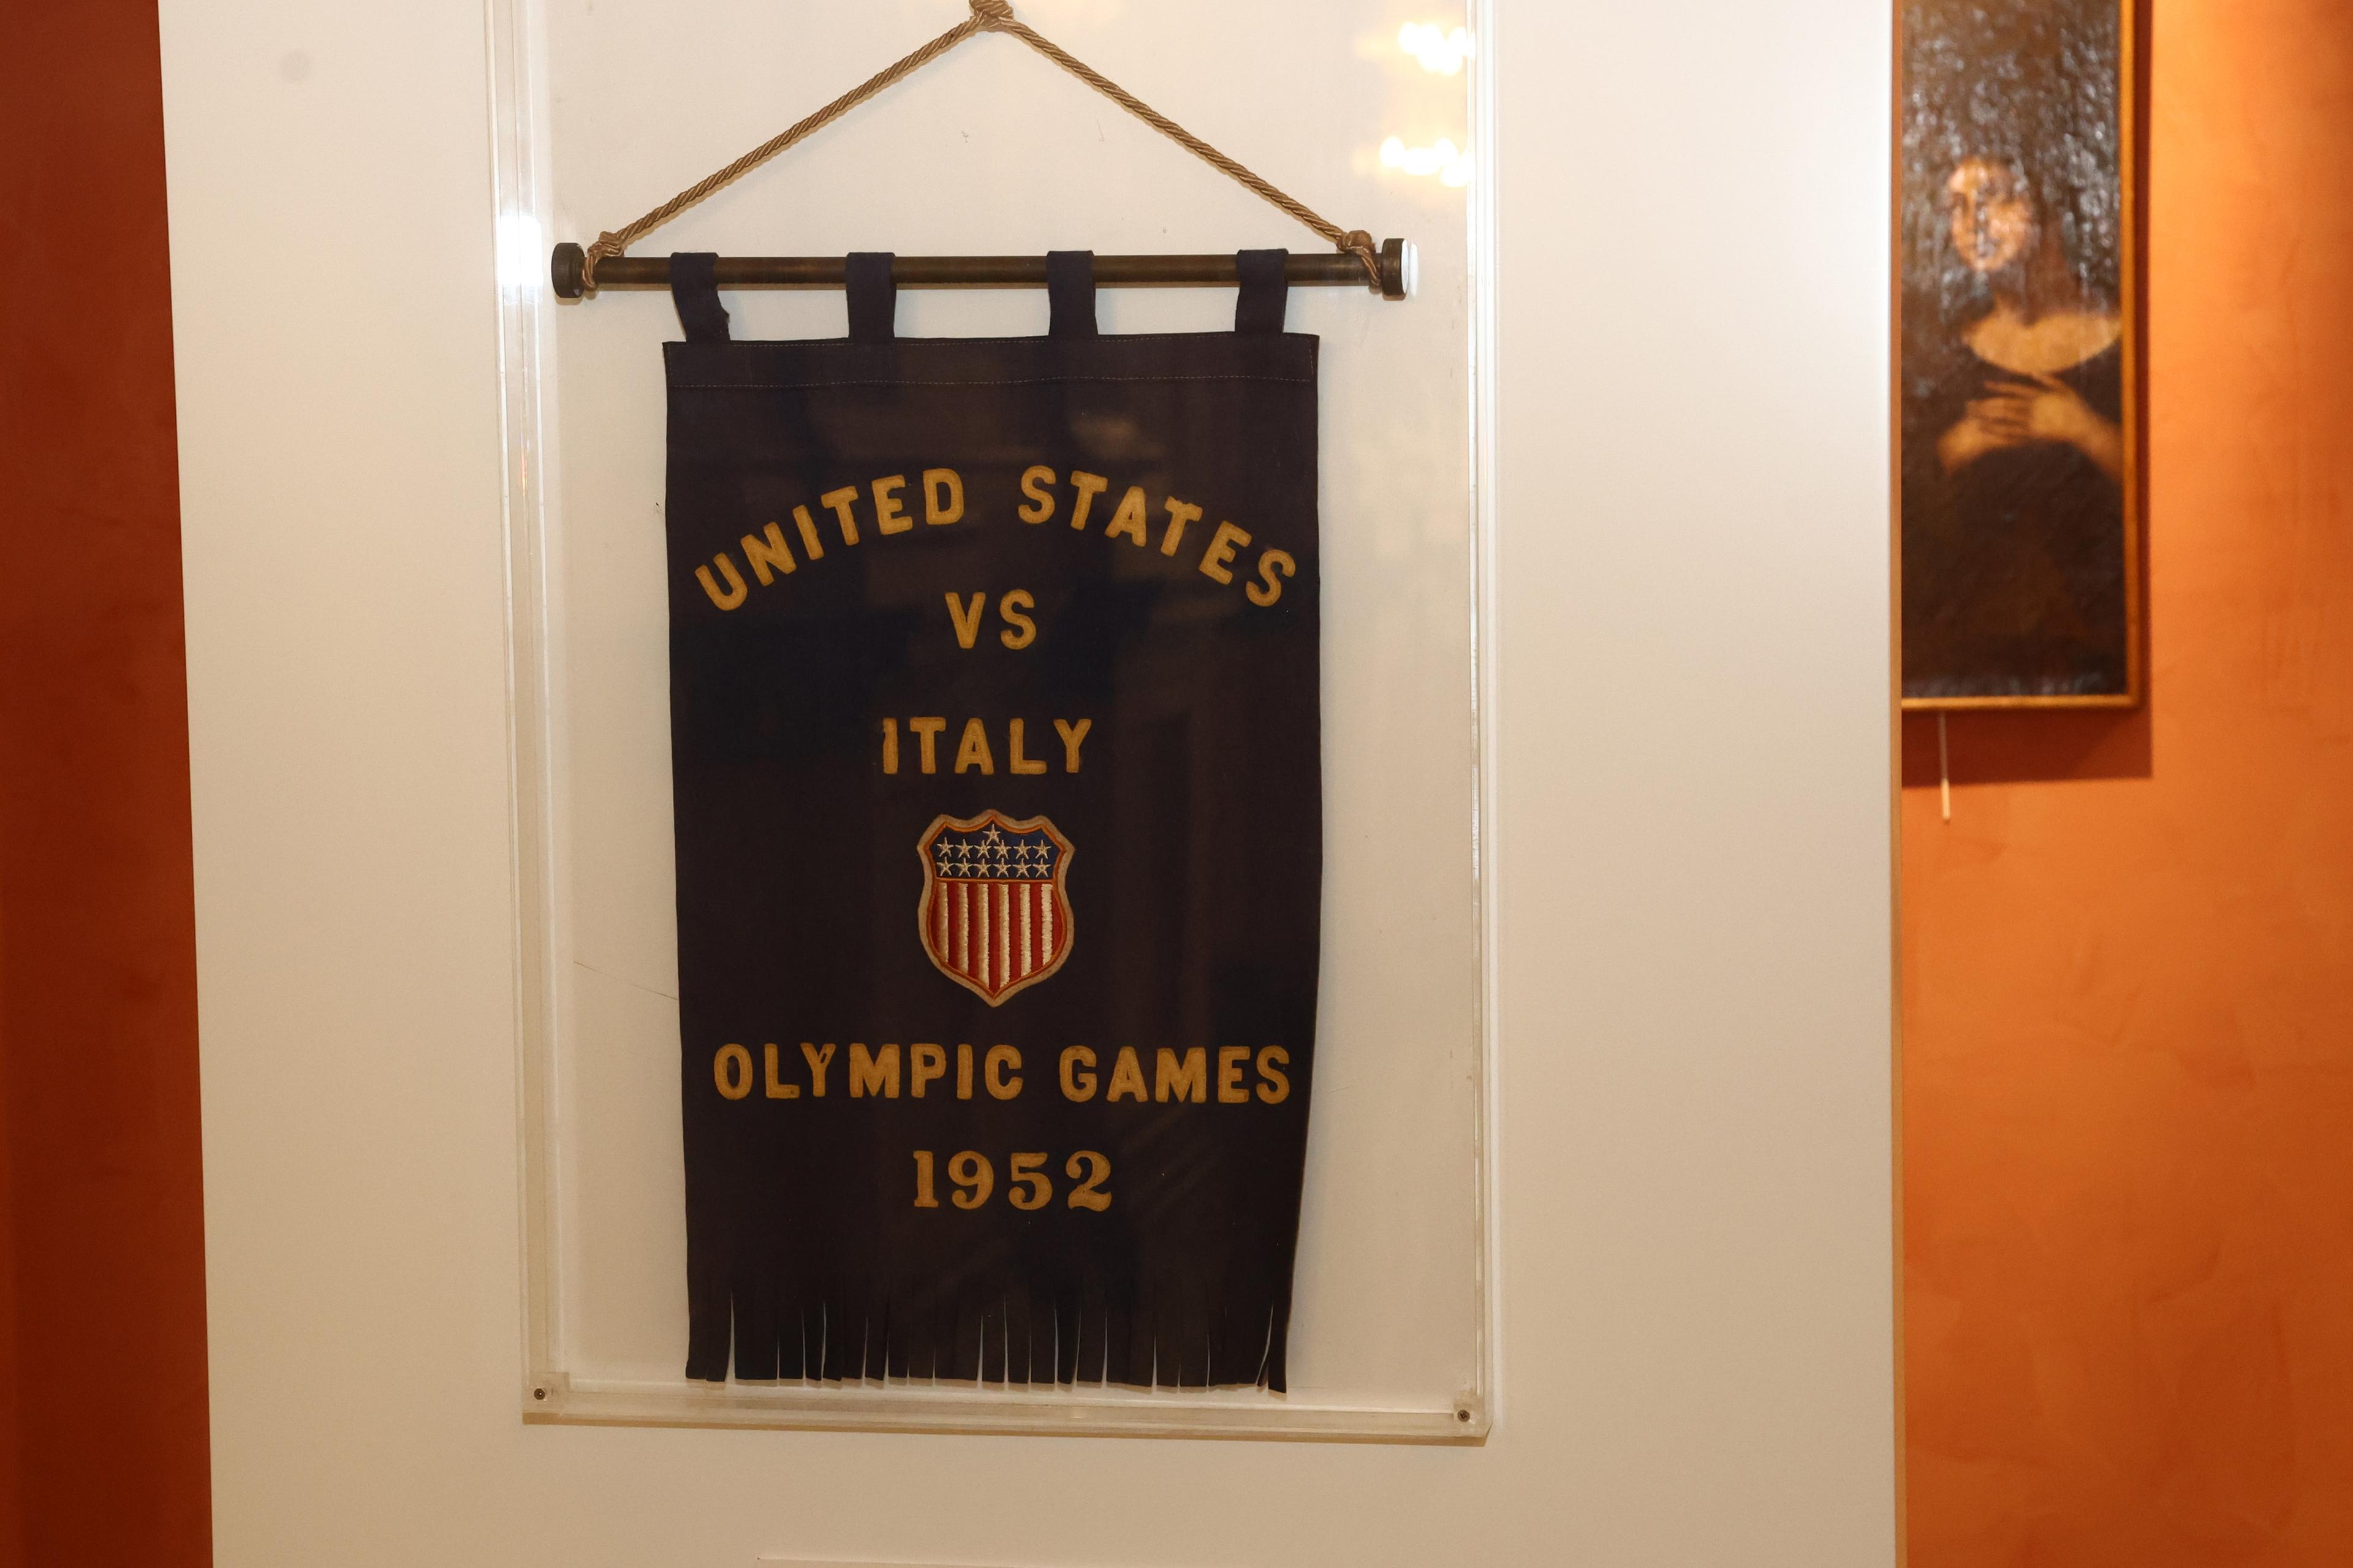 UNITED STATES
VS
ITALY
OLYMPIC GAMES
1952